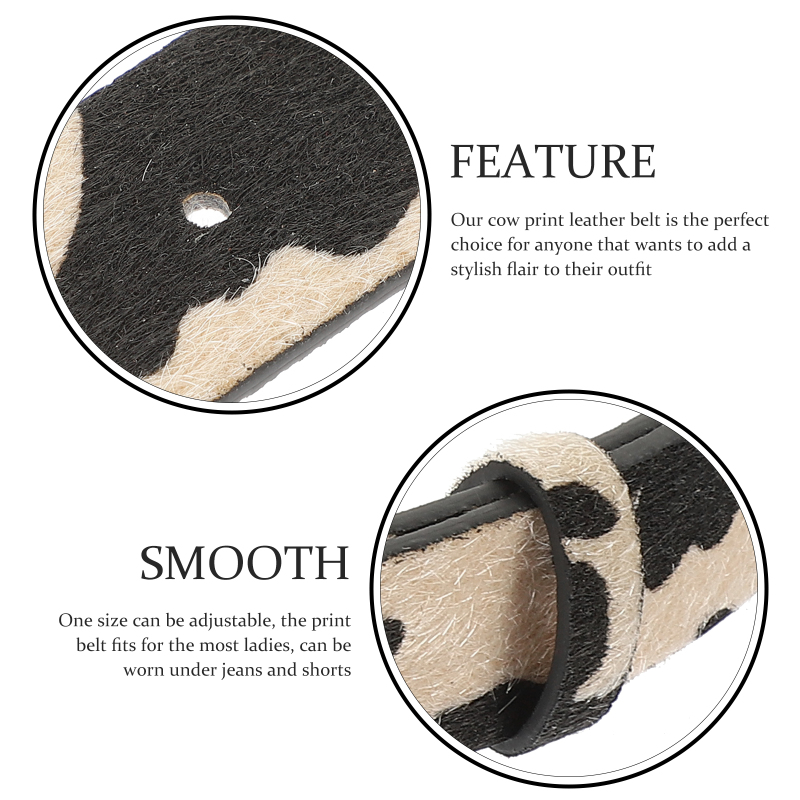 FEATURE
Our cow print leather belt is the perfect
choice for anyone that wants to add a
stylish flair to their outfit
SMOOTH
One size can be adjustable, the print
belt fits for the most ladies, can be
worn under jeans and shorts